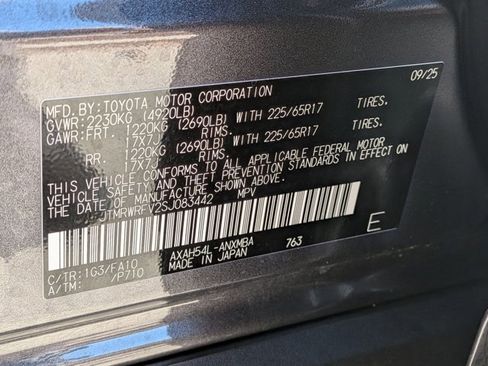 09/25
MFD.BY:TOYOTA MOTOR CORPORATION
GVWR:2230KG (4920LB)
GAWR:FRT. 1220KG (2690LB) WITH 225/65R17 TIRES.
17X7J RIMS.
RR. 1220KG (2690LB) WITH 225/65R17 TIRES.
17X7J RIMS.
THIS VEHICLE CONFORMS TO ALL APPLICABLE FEDERAL MOTOR
VEHICLE SAFETY AND THEFT PREVENTION STANDARDS IN EFFECT ON
THE DATE OF MANUFACTURE SHOWN ABOVE.
JTMRWRFV2SJ083442 MPV
E
C/TR:1G3/FA10 AXAH54L-ANXMBA 763
A/TM: /P710 MADE IN JAPAN